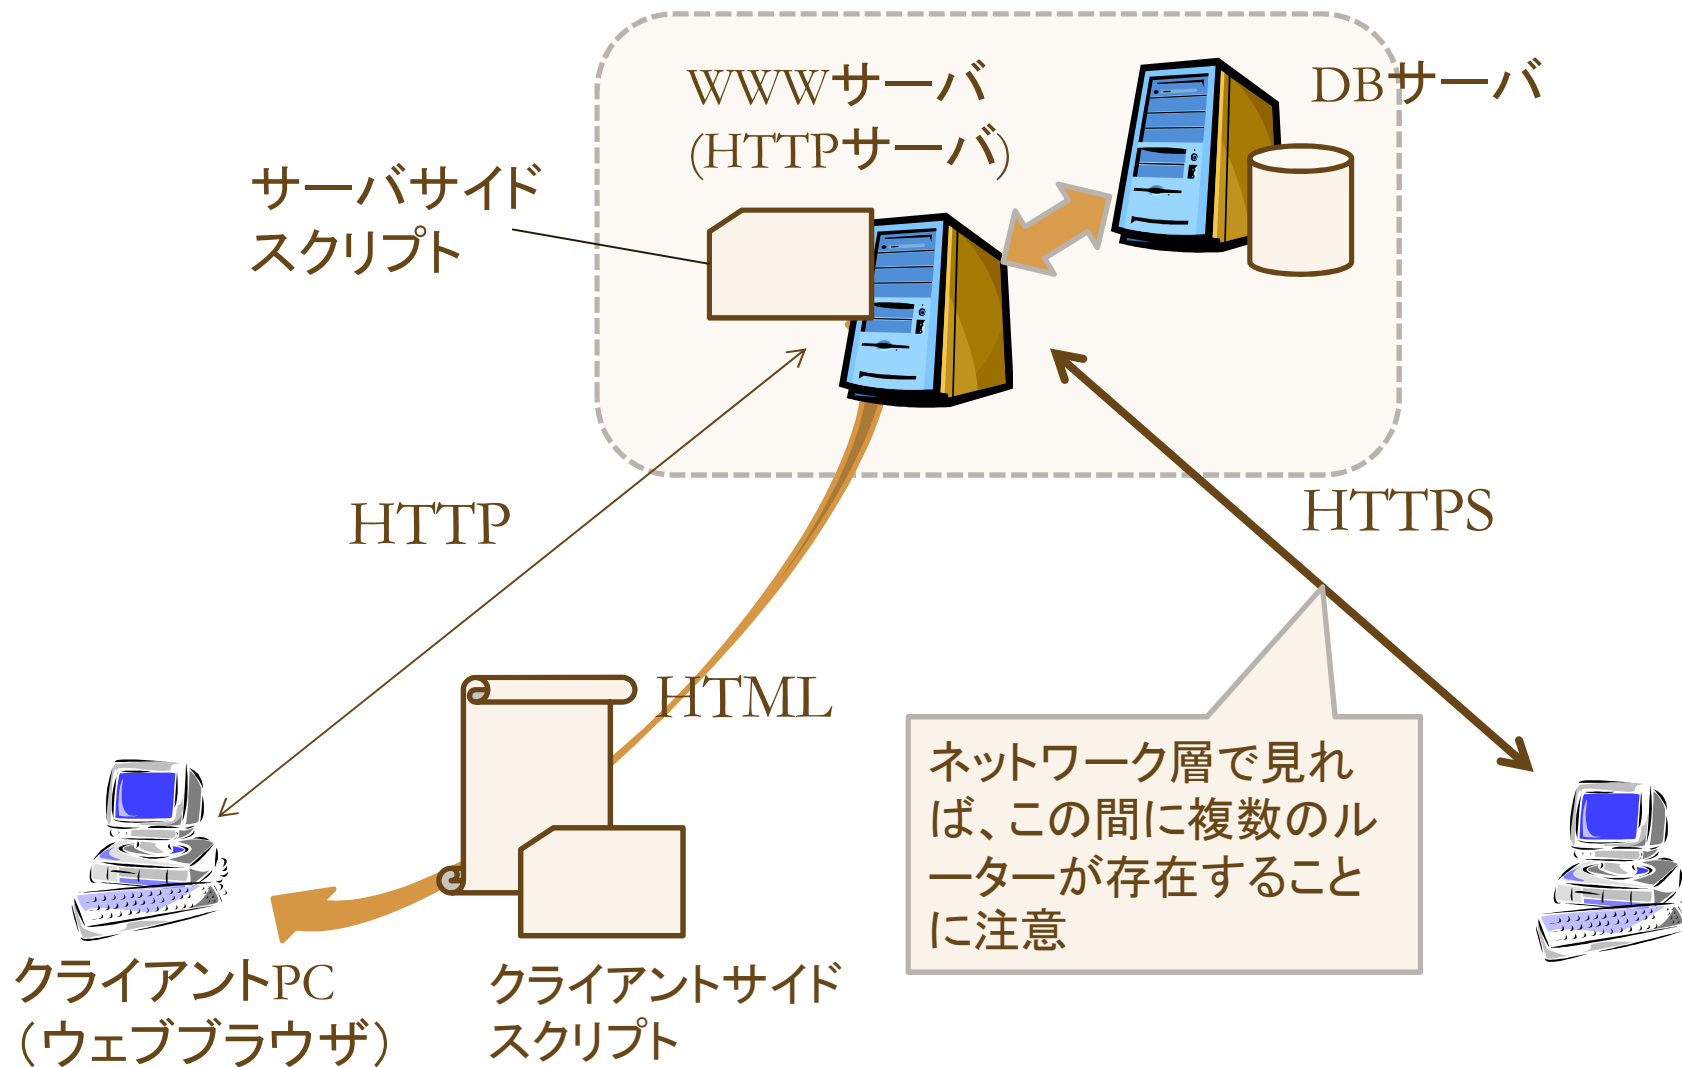 WWWサーバ
(HTTPサーバ)
DBサーバ
サーバサイド
スクリプト
HTTP
HTTPS
HTML
ネットワーク層で見れ
ば、この間に複数のル
ーターが存在すること
に注意
クライアントPC
（ウェブブラウザ）
クライアントサイド
スクリプト